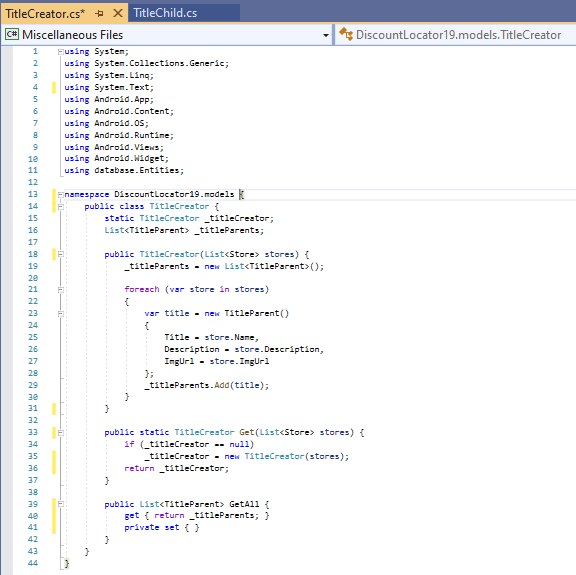 TitleCreator.cs* TitleChild.cs
C# Miscellaneous Files DiscountLocator19.models.TitleCreator
1 using System;
2 using System.Collections.Generic;
3 using System.Linq;
4 using System.Text;
5 using Android.App;
6 using Android.Content;
7 using Android.OS;
8 using Android.Runtime;
9 using Android.Views;
10 using Android.Widget;
11 using database.Entities;
12
13 namespace DiscountLocator19.models {
14 public class TitleCreator {
15 static TitleCreator _titleCreator;
16 List<TitleParent> _titleParents;
17
18 public TitleCreator(List<Store> stores) {
19 _titleParents = new List<TitleParent>();
20
21 foreach (var store in stores)
22 {
23 var title = new TitleParent()
24 {
25 Title = store.Name,
26 Description = store.Description,
27 ImgUrl = store.ImgUrl
28 };
29 _titleParents.Add(title);
30 }
31 }
32
33 public static TitleCreator Get(List<Store> stores) {
34 if (_titleCreator == null)
35 _titleCreator = new TitleCreator(stores);
36 return _titleCreator;
37 }
38
39 public List<TitleParent> GetAll {
40 get { return _titleParents; }
41 private set { }
42 }
43 }
44 }